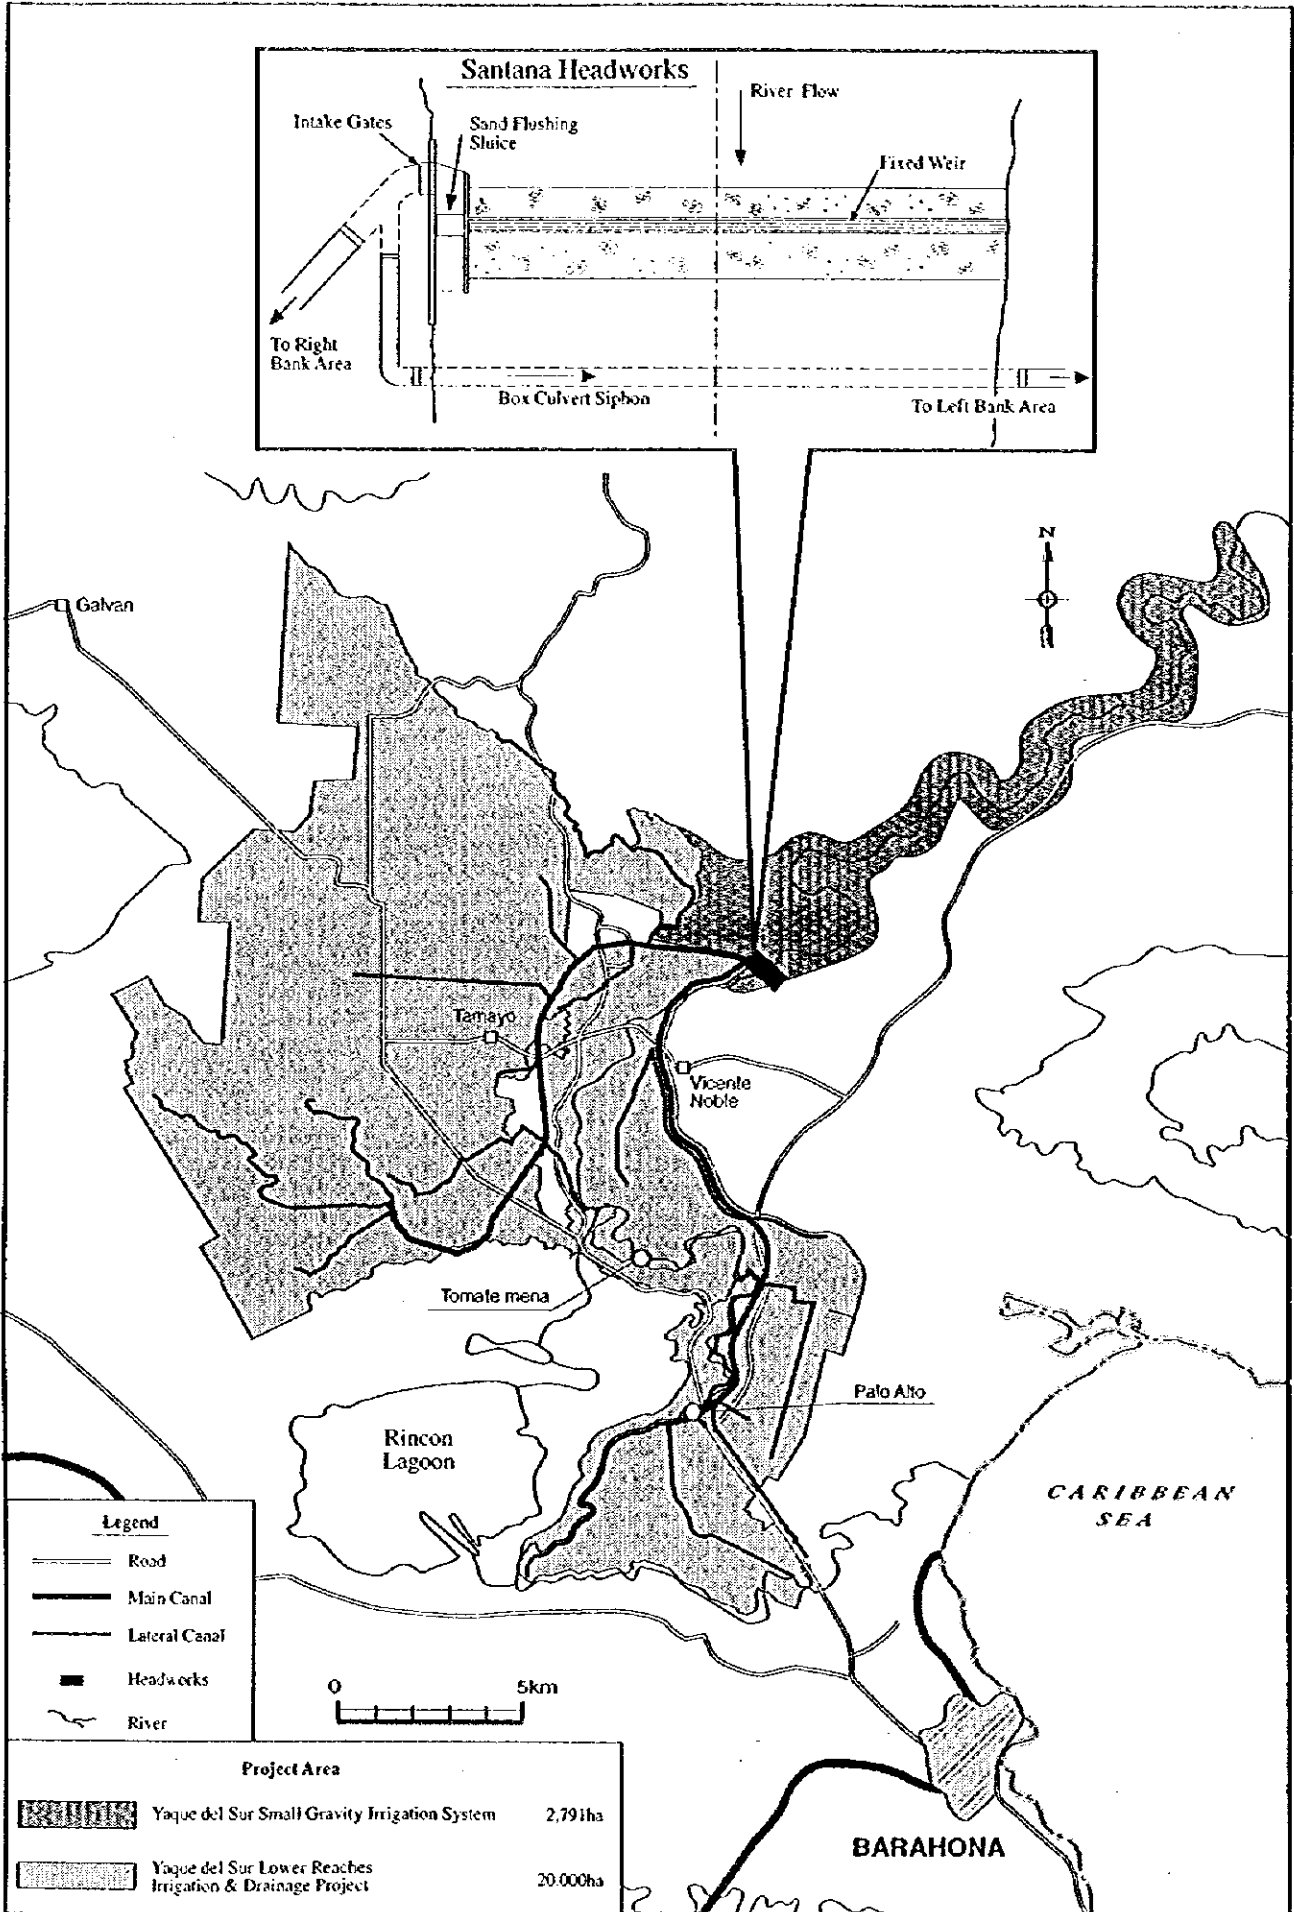 Santana Headworks
River Flow
Intake Gates
Sand Flushing
Sluice
Fixed Weir
To Right
Bank Area
Box Culvert Siphon
To Left Bank Area
N
Galvan
Tamayo
Vicente
Noble
Tomate mena
Palo Alto
Rincon
Lagoon
CARIBBEAN
SEA
Legend
Road
Main Canal
Lateral Canal
Headworks
River
0 5km
Project Area
Yaque del Sur Small Gravity Irrigation System 2,791ha
Yaque del Sur Lower Reaches
Irrigation & Drainage Project 20.000ha
BARAHONA